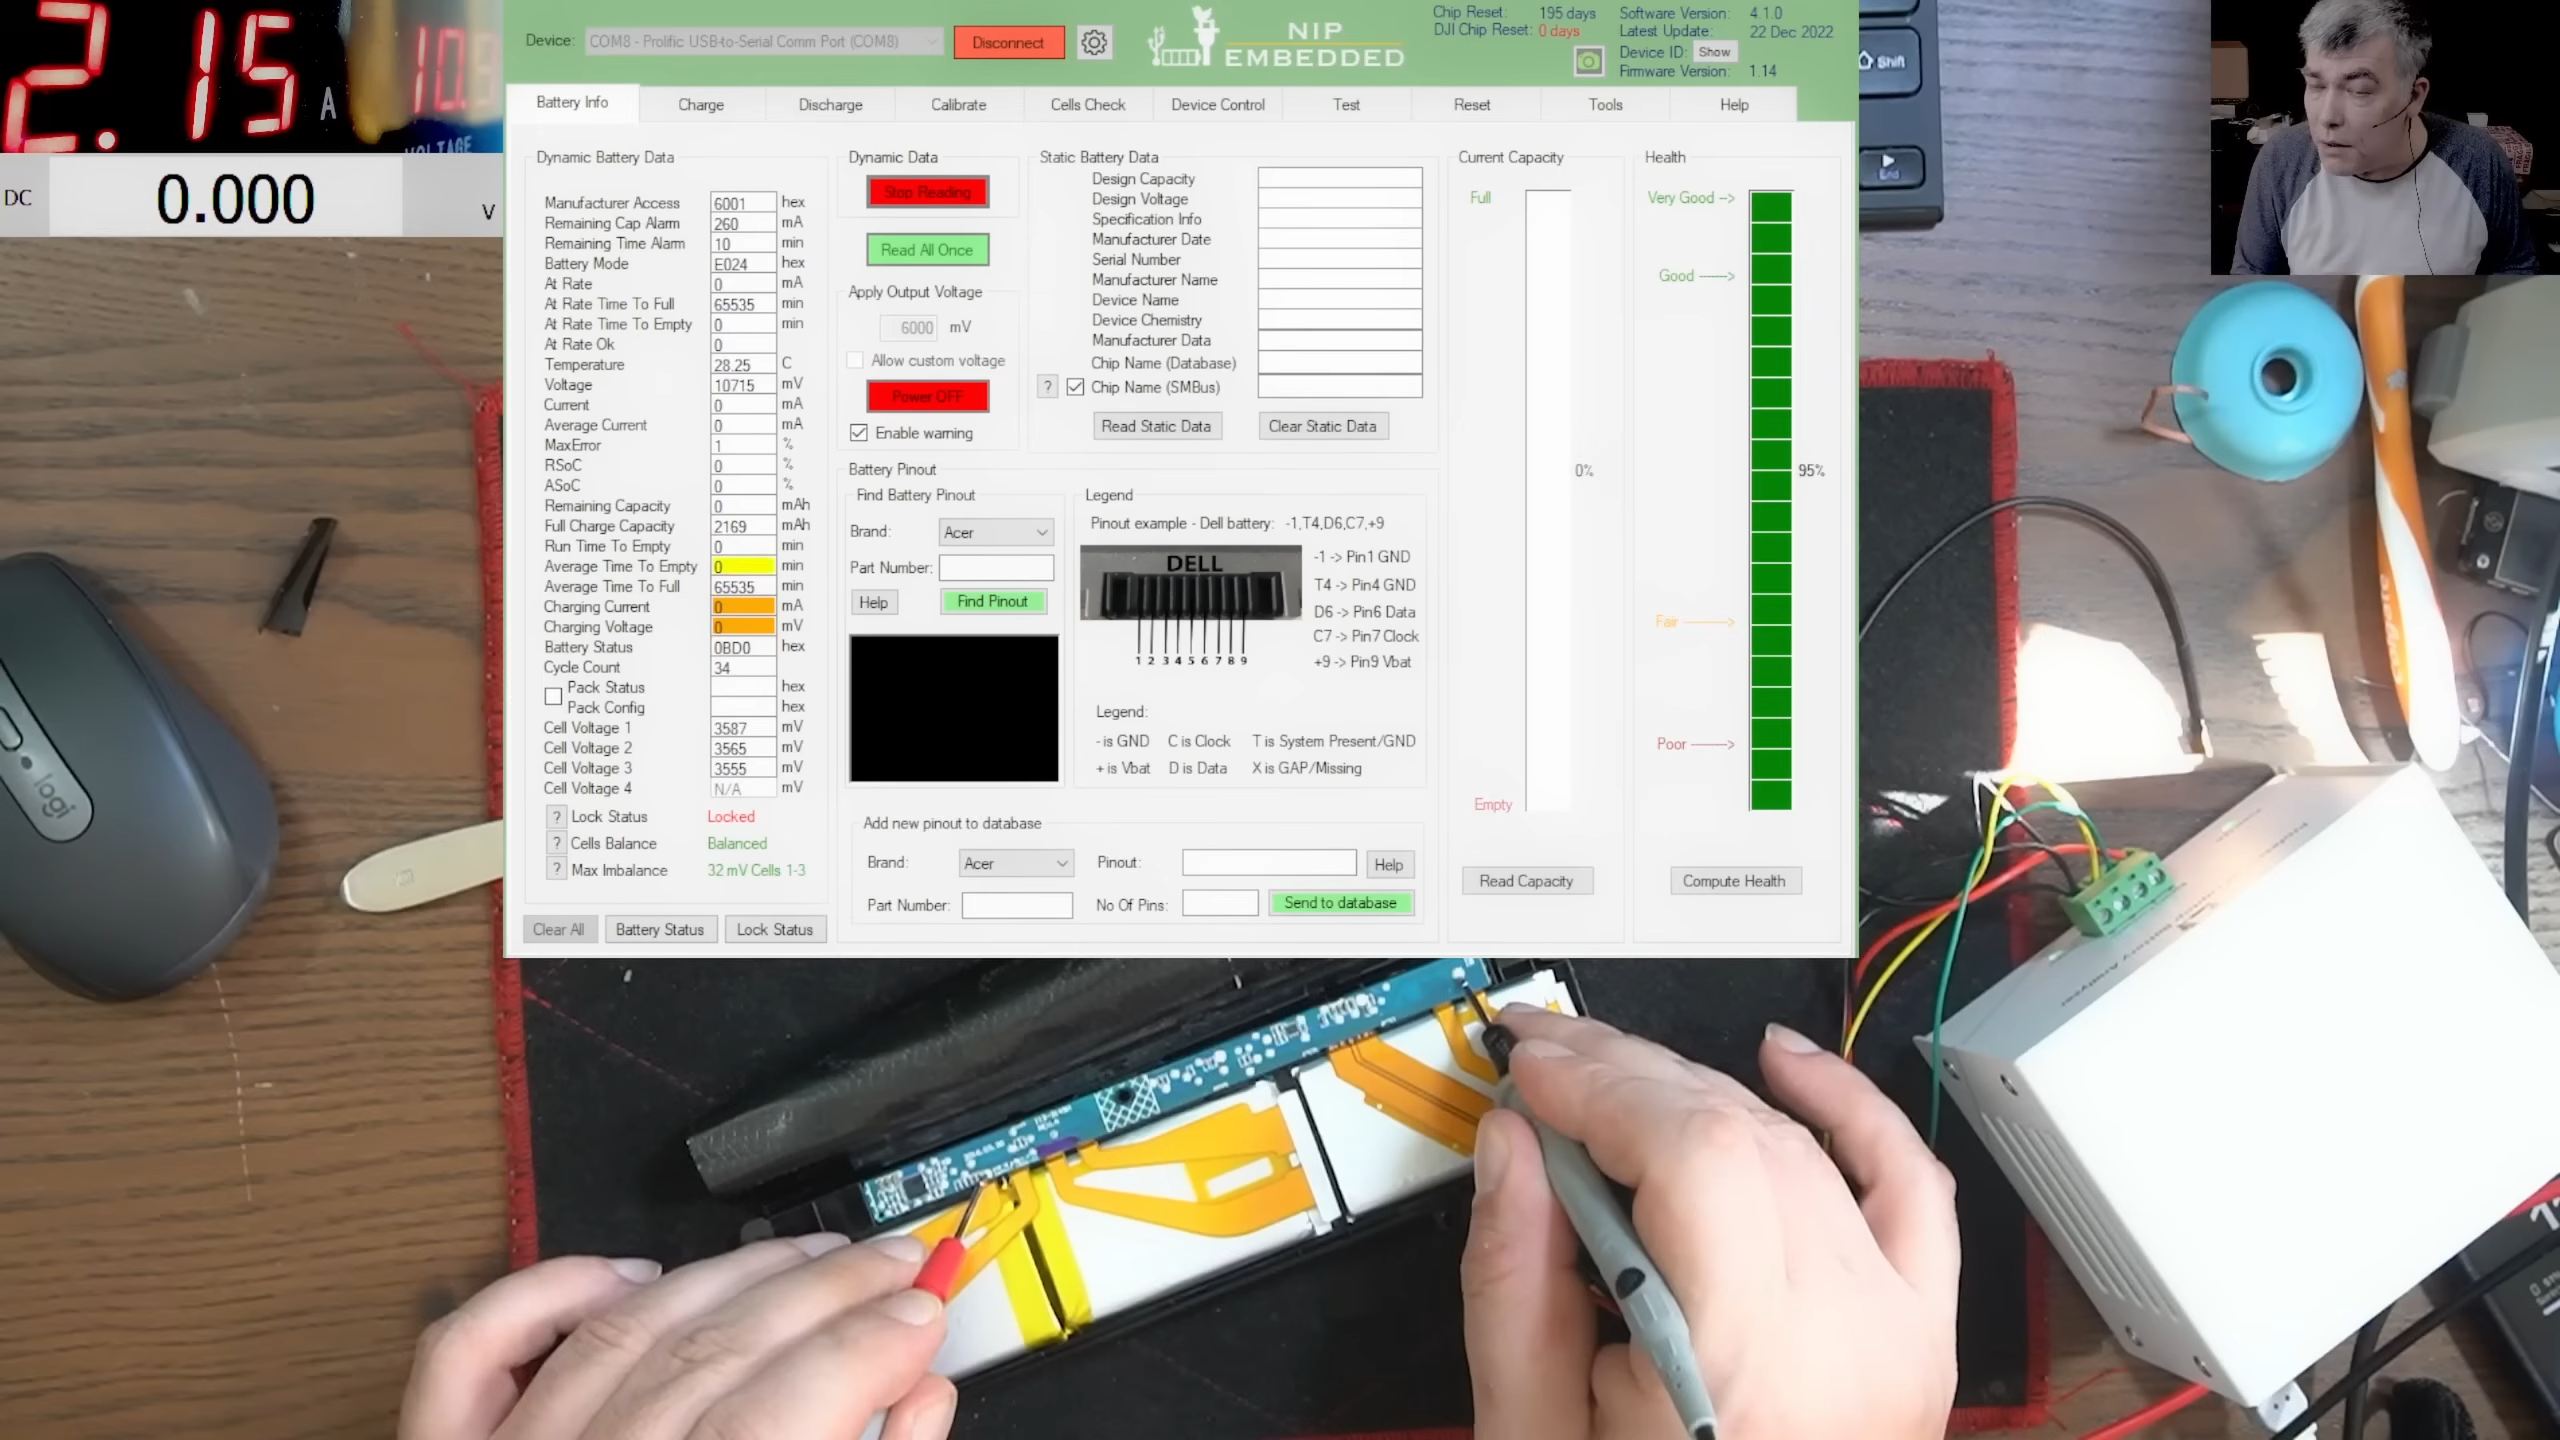 2.15 A
10.9
VOLTAGE
DC 0.000 V
Device: COM8 - Prolific USB-to-Serial Comm Port (COM8) Disconnect
NIP
EMBEDDED
Chip Reset: 195 days
DJI Chip Reset: 0 days
Software Version: 4.1.0
Latest Update: 22 Dec 2022
Device ID: Show
Firmware Version: 1.14
Battery Info Charge Discharge Calibrate Cells Check Device Control Test Reset Tools Help
Dynamic Battery Data
Manufacturer Access 6001 hex
Remaining Cap Alarm 260 mA
Remaining Time Alarm 10 min
Battery Mode E024 hex
At Rate 0 mA
At Rate Time To Full 65535 min
At Rate Time To Empty 0 min
At Rate Ok 0
Temperature 28.25 C
Voltage 10715 mV
Current 0 mA
Average Current 0 mA
MaxError 1 %
RSoC 0 %
ASoC 0 %
Remaining Capacity 0 mAh
Full Charge Capacity 2169 mAh
Run Time To Empty 0 min
Average Time To Empty 0 min
Average Time To Full 65535 min
Charging Current 0 mA
Charging Voltage 0 mV
Battery Status 0BD0 hex
Cycle Count 34
Pack Status hex
Pack Config hex
Cell Voltage 1 3587 mV
Cell Voltage 2 3565 mV
Cell Voltage 3 3555 mV
Cell Voltage 4 N/A mV
? Lock Status Locked
? Cells Balance Balanced
? Max Imbalance 32 mV Cells 1-3
Clear All Battery Status Lock Status
Dynamic Data
Stop Reading
Read All Once
Apply Output Voltage
6000 mV
Allow custom voltage
Power OFF
Enable warning
Static Battery Data
Design Capacity
Design Voltage
Specification Info
Manufacturer Date
Serial Number
Manufacturer Name
Device Name
Device Chemistry
Manufacturer Data
Chip Name (Database)
? Chip Name (SMBus)
Read Static Data Clear Static Data
Battery Pinout
Find Battery Pinout
Brand: Acer
Part Number:
Help Find Pinout
Legend
Pinout example - Dell battery: -1,T4,D6,C7,+9
DELL
1 2 3 4 5 6 7 8 9
-1 -> Pin1 GND
T4 -> Pin4 GND
D6 -> Pin6 Data
C7 -> Pin7 Clock
+9 -> Pin9 Vbat
Legend:
- is GND C is Clock T is System Present/GND
+ is Vbat D is Data X is GAP/Missing
Add new pinout to database
Brand: Acer Pinout: Help
Part Number: No Of Pins: Send to database
Current Capacity
Full
0%
Empty
Read Capacity
Health
Very Good -->
Good ------>
95%
Fair ------->
Poor ------->
Compute Health
Shift
End
logi